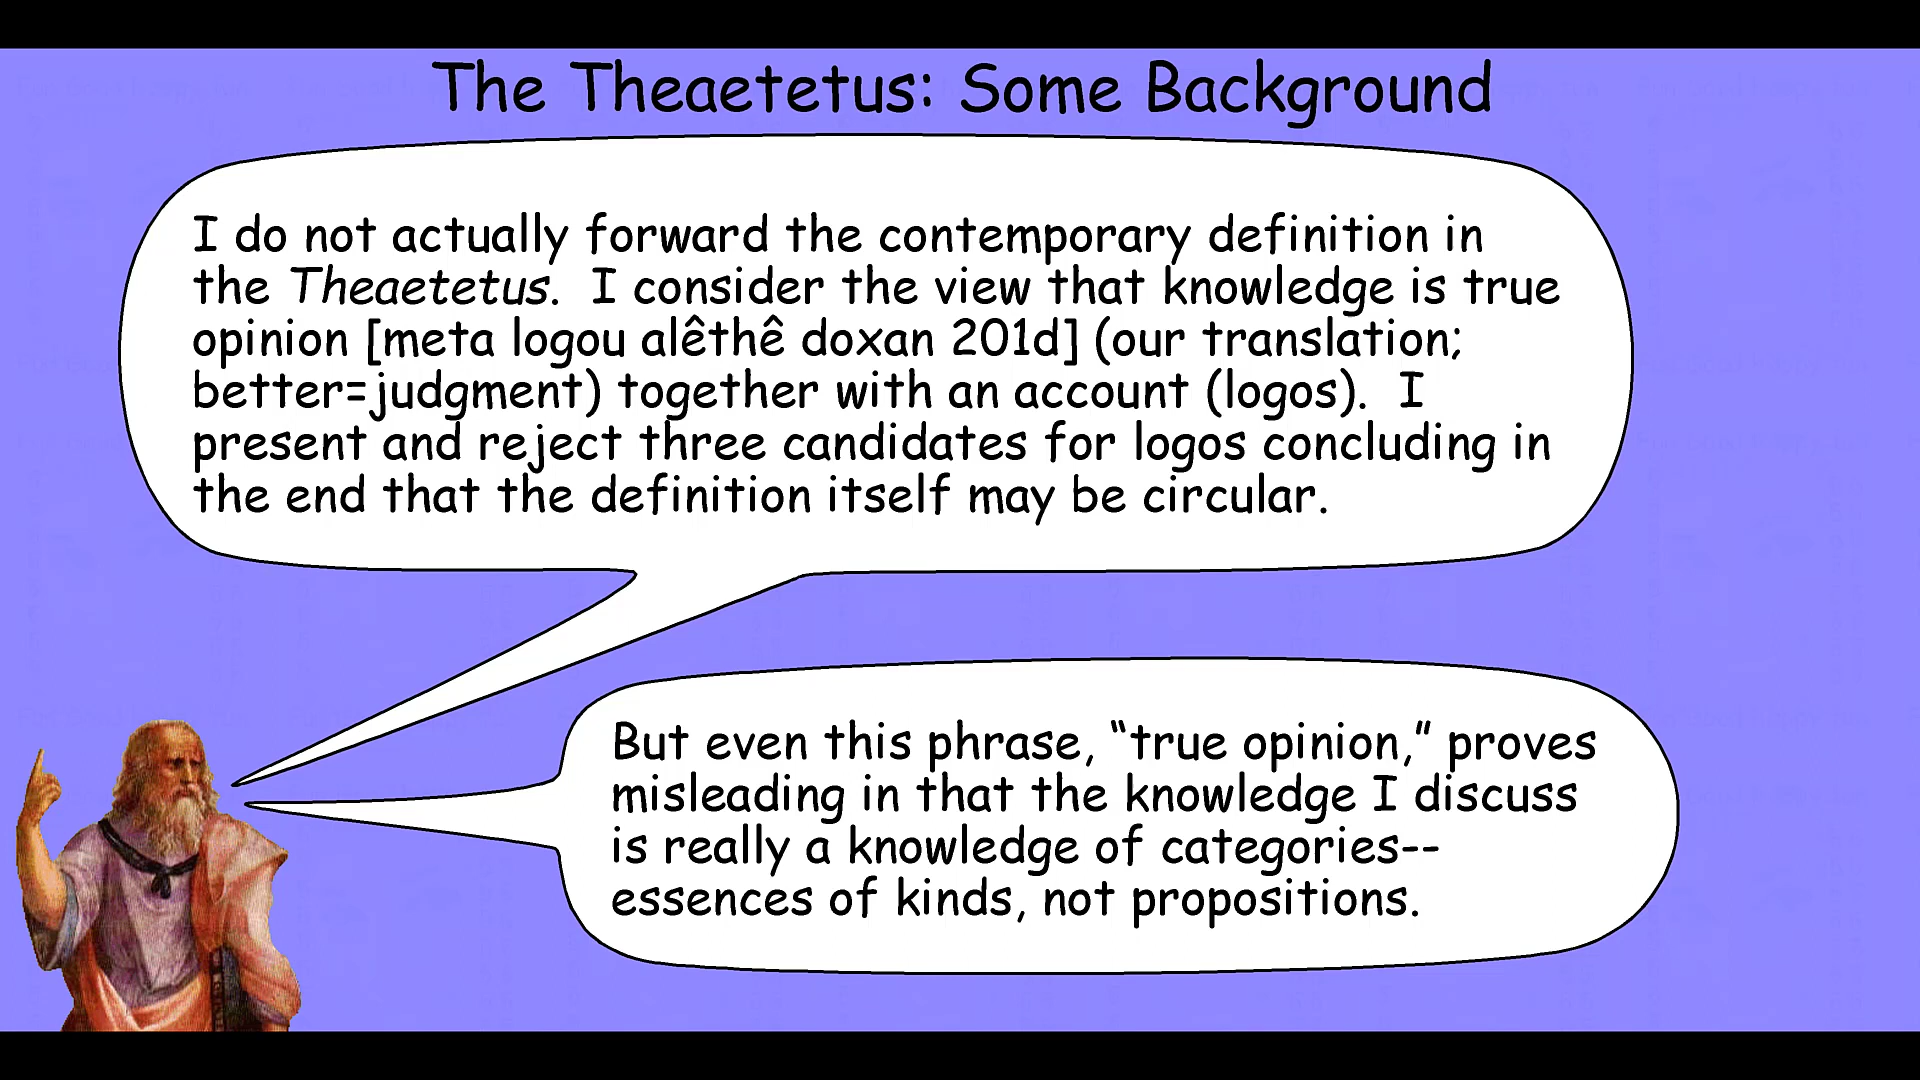 The Theaetetus: Some Background
I do not actually forward the contemporary definition in
the Theaetetus.  I consider the view that knowledge is true
opinion [meta logou alêthê doxan 201d] (our translation;
better=judgment) together with an account (logos).  I
present and reject three candidates for logos concluding in
the end that the definition itself may be circular.
But even this phrase, “true opinion,” proves
misleading in that the knowledge I discuss
is really a knowledge of categories--
essences of kinds, not propositions.